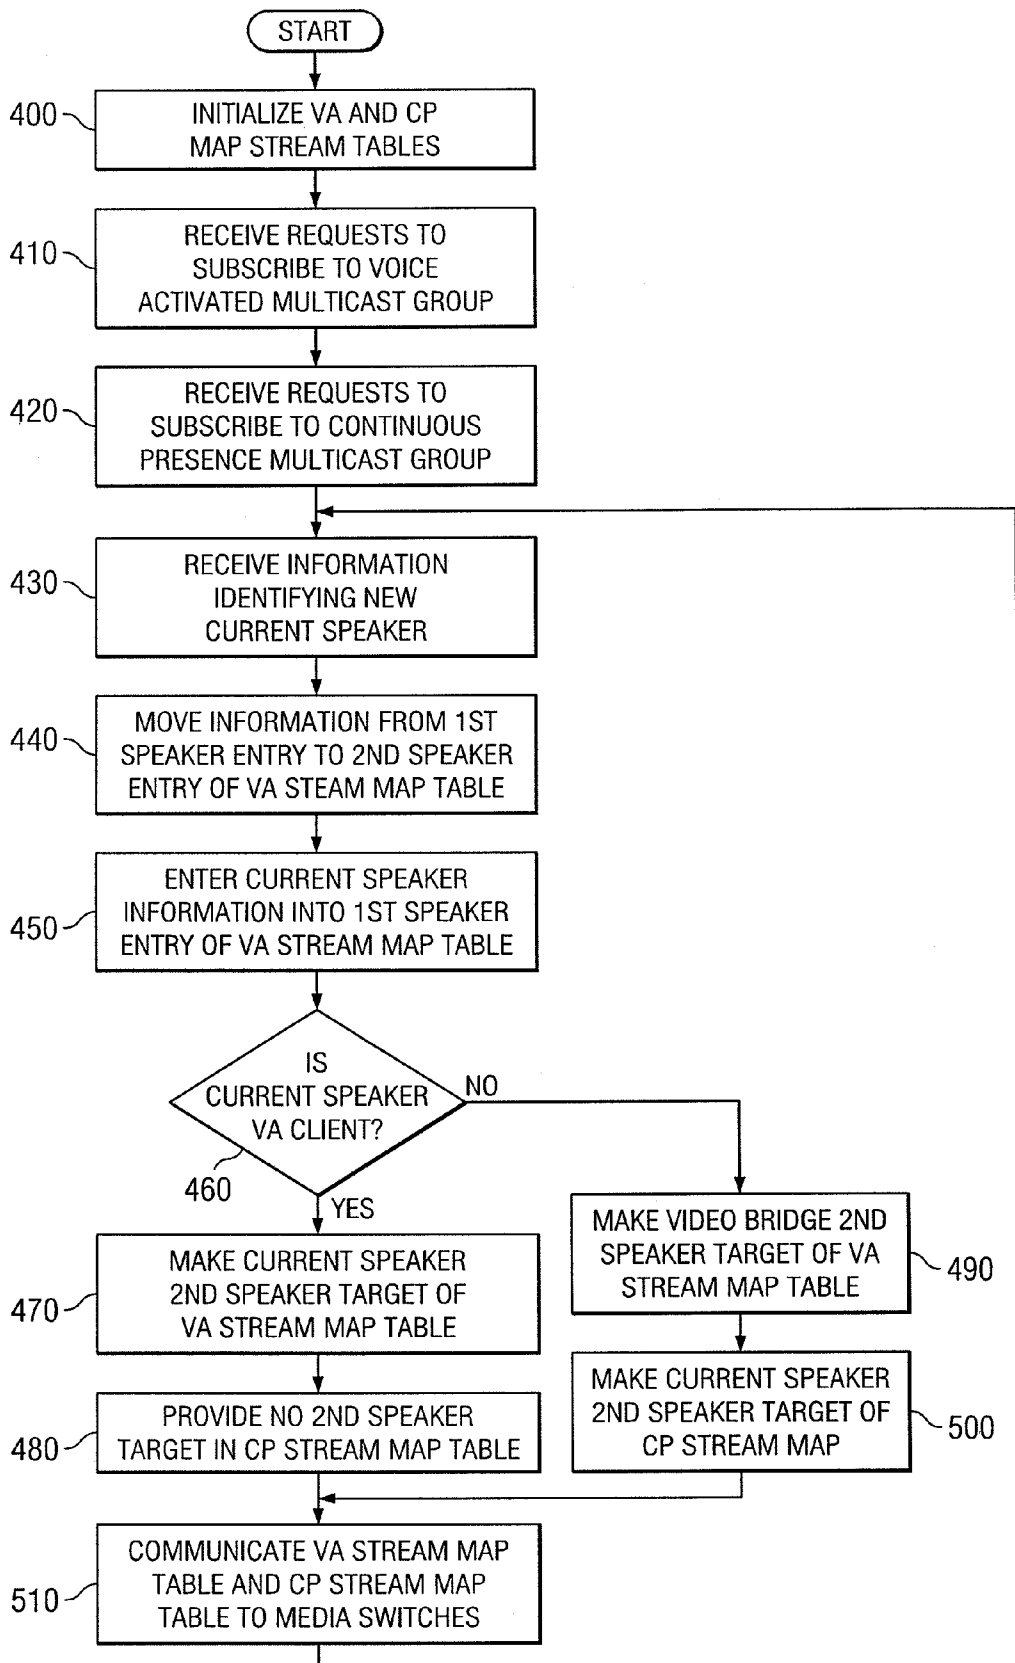 START
400
INITIALIZE VA AND CP
MAP STREAM TABLES
410
RECEIVE REQUESTS TO
SUBSCRIBE TO VOICE
ACTIVATED MULTICAST GROUP
420
RECEIVE REQUESTS TO
SUBSCRIBE TO CONTINUOUS
PRESENCE MULTICAST GROUP
430
RECEIVE INFORMATION
IDENTIFYING NEW
CURRENT SPEAKER
440
MOVE INFORMATION FROM 1ST
SPEAKER ENTRY TO 2ND SPEAKER
ENTRY OF VA STEAM MAP TABLE
450
ENTER CURRENT SPEAKER
INFORMATION INTO 1ST SPEAKER
ENTRY OF VA STREAM MAP TABLE
IS
CURRENT SPEAKER
VA CLIENT?
460
NO
YES
470
MAKE CURRENT SPEAKER
2ND SPEAKER TARGET OF
VA STREAM MAP TABLE
480
PROVIDE NO 2ND SPEAKER
TARGET IN CP STREAM MAP TABLE
MAKE VIDEO BRIDGE 2ND
SPEAKER TARGET OF VA
STREAM MAP TABLE
490
MAKE CURRENT SPEAKER
2ND SPEAKER TARGET OF
CP STREAM MAP
500
510
COMMUNICATE VA STREAM MAP
TABLE AND CP STREAM MAP
TABLE TO MEDIA SWITCHES